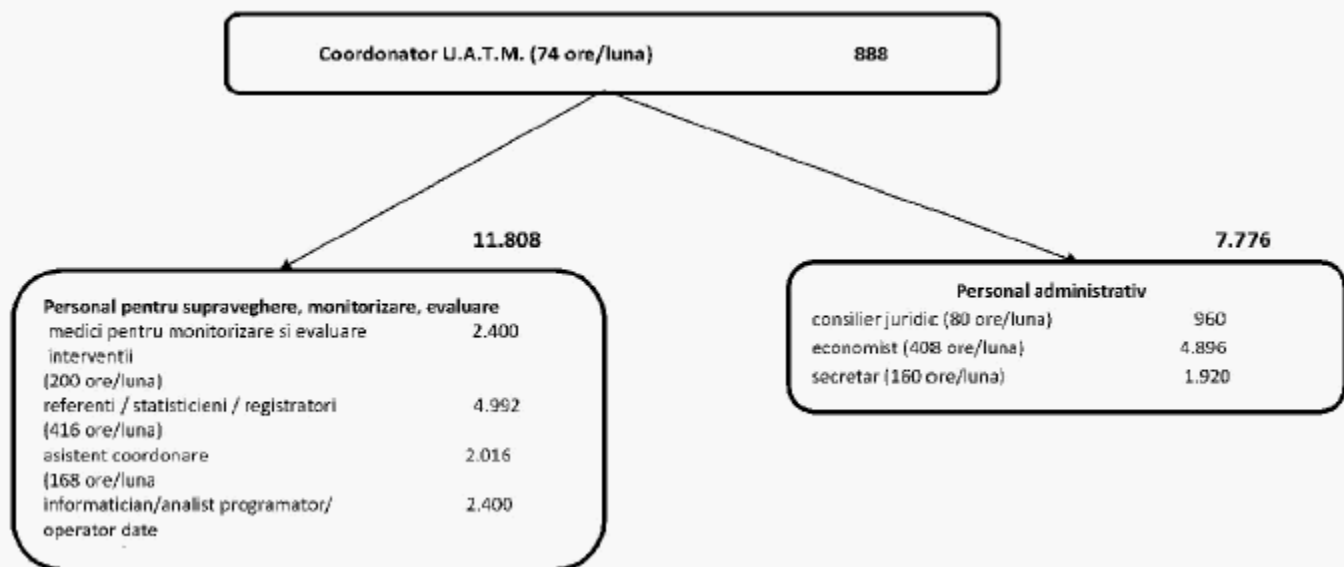 Coordonator U.A.T.M. (74 ore/luna) 888
11.808
Personal pentru supraveghere, monitorizare, evaluare
medici pentru monitorizare si evaluare 2.400
interventii
(200 ore/luna)
referenti / statisticieni / registratori 4.992
(416 ore/luna)
asistent coordonare 2.016
(168 ore/luna
informatician/analist programator/ 2.400
operator date
7.776
Personal administrativ
consilier juridic (80 ore/luna) 960
economist (408 ore/luna) 4.896
secretar (160 ore/luna) 1.920